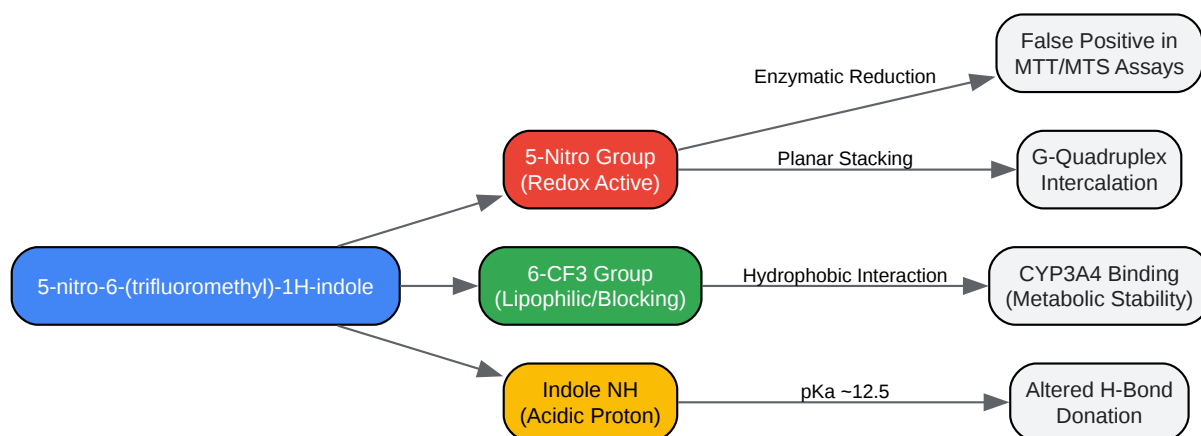 False Positive in
MTT/MTS Assays
Enzymatic Reduction
5-Nitro Group
(Redox Active)
Planar Stacking
G-Quadruplex
Intercalation
5-nitro-6-(trifluoromethyl)-1H-indole
6-CF3 Group
(Lipophilic/Blocking)
Hydrophobic Interaction
CYP3A4 Binding
(Metabolic Stability)
Indole NH
(Acidic Proton)
pKa ~12.5
Altered H-Bond
Donation